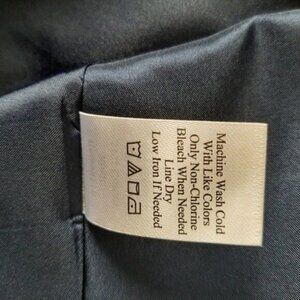 Machine Wash Cold
With Like Colors
Only Non-Chlorine
Bleach When Needed
Line Dry
Low Iron If Needed